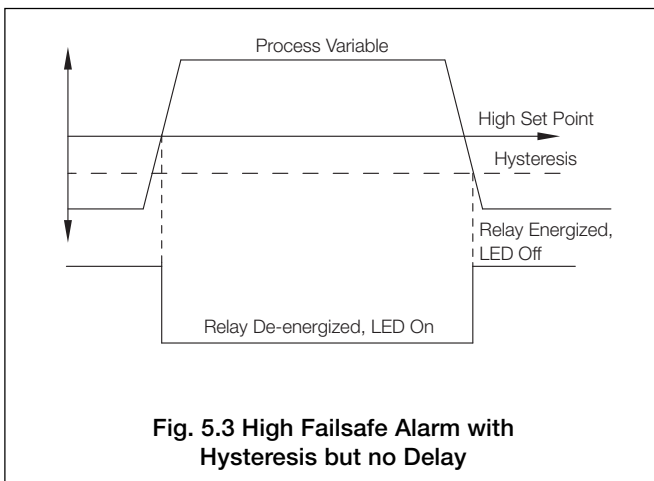 Process Variable
High Set Point
Hysteresis
Relay Energized,
LED Off
Relay De-energized, LED On
Fig. 5.3 High Failsafe Alarm with
Hysteresis but no Delay